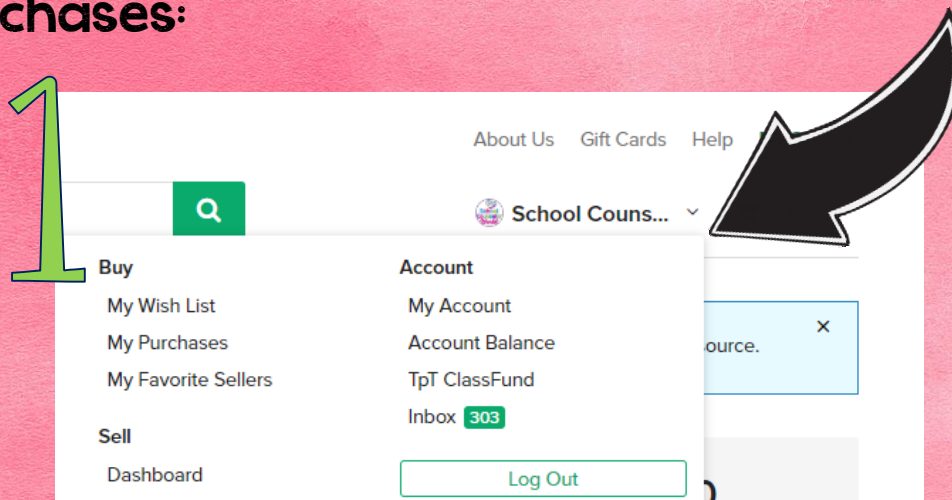 chases:
1
About Us Gift Cards Help
School Couns...
Buy
My Wish List
My Purchases
My Favorite Sellers
Sell
Dashboard
Account
My Account
Account Balance
TpT ClassFund
Inbox 303
Log Out
ource.